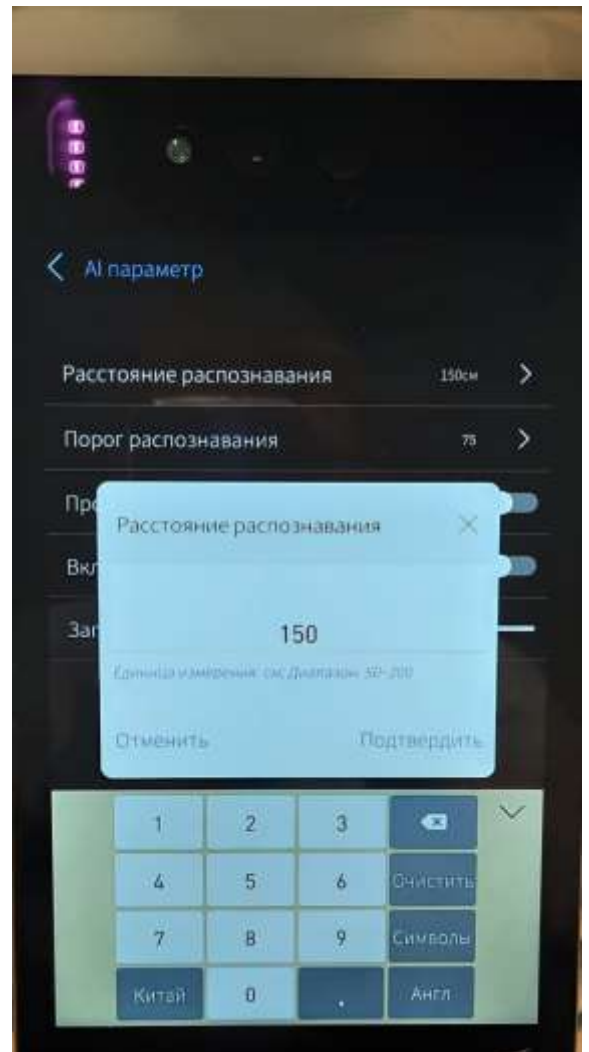 AI параметр
Расстояние распознавания 150см
Порог распознавания 75
Расстояние распознавания
150
Единица измерения: см; Диапазон: 50-200
Отменить Подтвердить
1 2 3
4 5 6 Очистить
7 8 9 Символы
Китай 0 . Англ